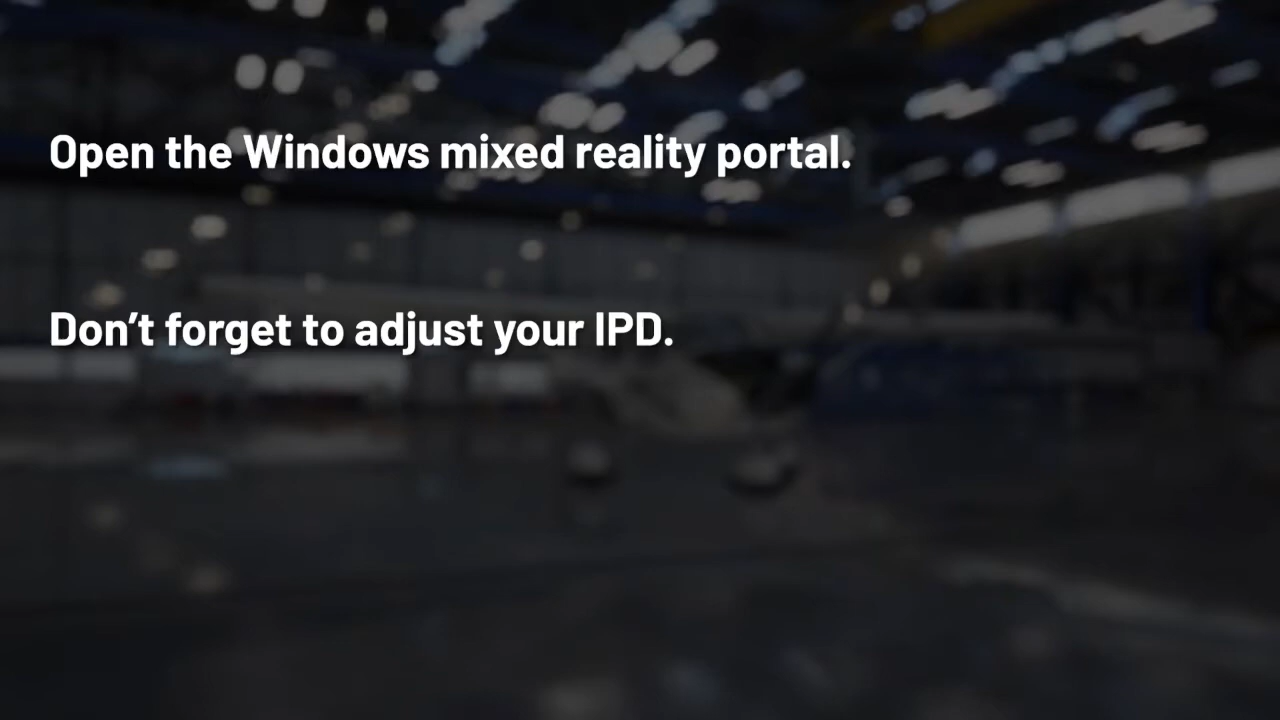 Open the Windows mixed reality portal.
Don’t forget to adjust your IPD.